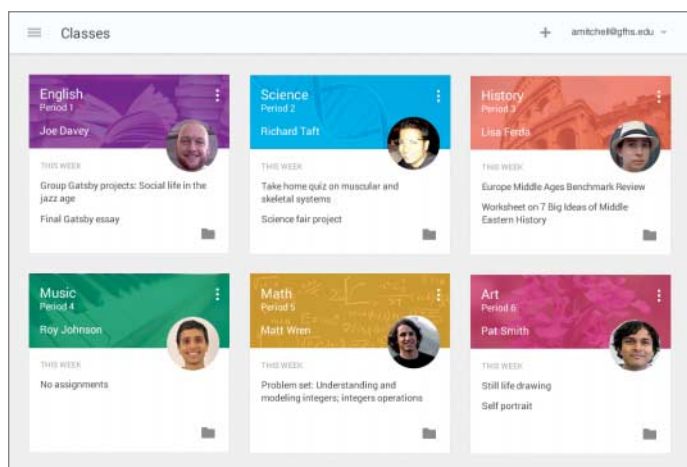 Classes
amitchell@gfhs.edu
English
Period 1
Joe Davey
THIS WEEK
Group Gatsby projects: Social life in the
jazz age
Final Gatsby essay
Science
Period 2
Richard Taft
THIS WEEK
Take home quiz on muscular and
skeletal systems
Science fair project
History
Period 3
Lisa Ferda
THIS WEEK
Europe Middle Ages Benchmark Review
Worksheet on 7 Big Ideas of Middle
Eastern History
Music
Period 4
Roy Johnson
THIS WEEK
No assignments
Math
Period 5
Matt Wren
THIS WEEK
Problem set: Understanding and
modeling integers; integers operations
Art
Period 6
Pat Smith
THIS WEEK
Still life drawing
Self portrait